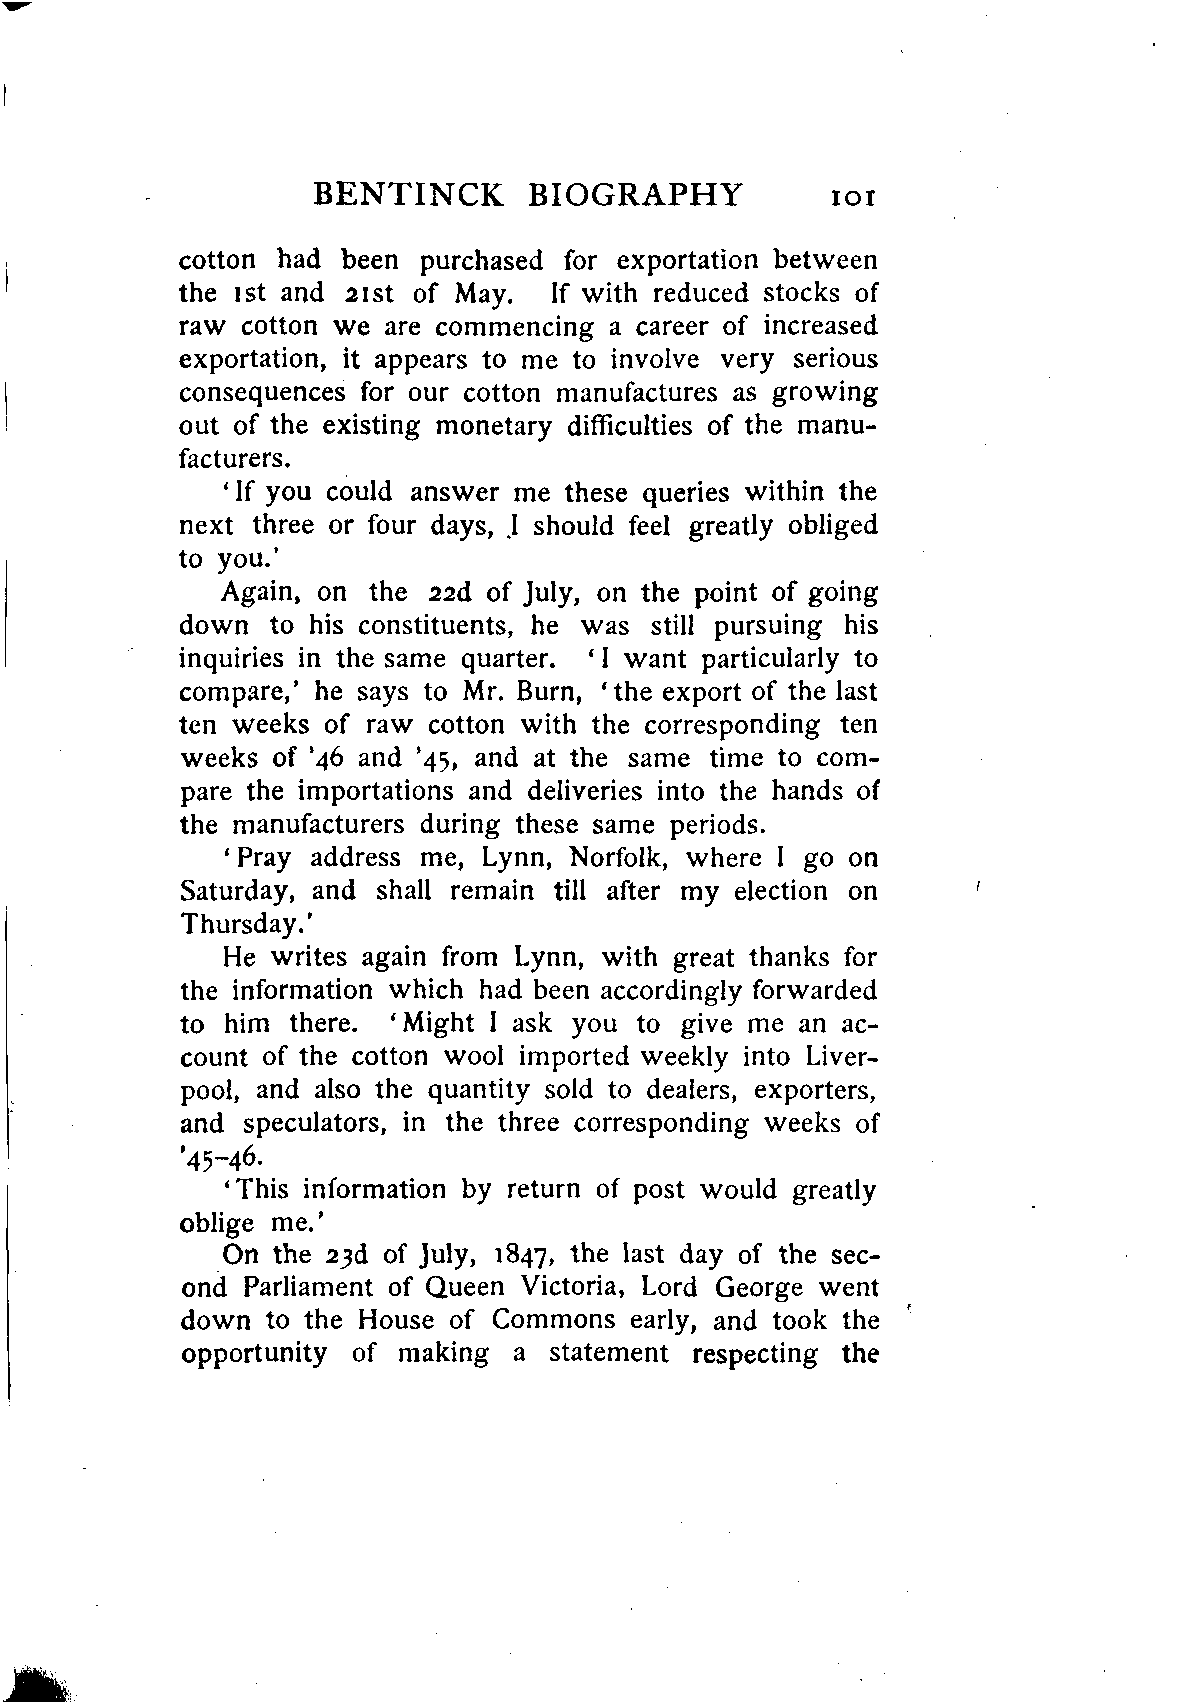 BENTINCK BIOGRAPHY 101
cotton had been purchased for exportation between
the 1st and 21st of May. If with reduced stocks of
raw cotton we are commencing a career of increased
exportation, it appears to me to involve very serious
consequences for our cotton manufactures as growing
out of the existing monetary difficulties of the manu-
facturers.
‘If you could answer me these queries within the
next three or four days, I should feel greatly obliged
to you.’
Again, on the 22d of July, on the point of going
down to his constituents, he was still pursuing his
inquiries in the same quarter. ‘I want particularly to
compare,’ he says to Mr. Burn, ‘the export of the last
ten weeks of raw cotton with the corresponding ten
weeks of ’46 and ’45, and at the same time to com-
pare the importations and deliveries into the hands of
the manufacturers during these same periods.
‘Pray address me, Lynn, Norfolk, where I go on
Saturday, and shall remain till after my election on
Thursday.’
He writes again from Lynn, with great thanks for
the information which had been accordingly forwarded
to him there. ‘Might I ask you to give me an ac-
count of the cotton wool imported weekly into Liver-
pool, and also the quantity sold to dealers, exporters,
and speculators, in the three corresponding weeks of
’45–46.
‘This information by return of post would greatly
oblige me.’
On the 23d of July, 1847, the last day of the sec-
ond Parliament of Queen Victoria, Lord George went
down to the House of Commons early, and took the
opportunity of making a statement respecting the